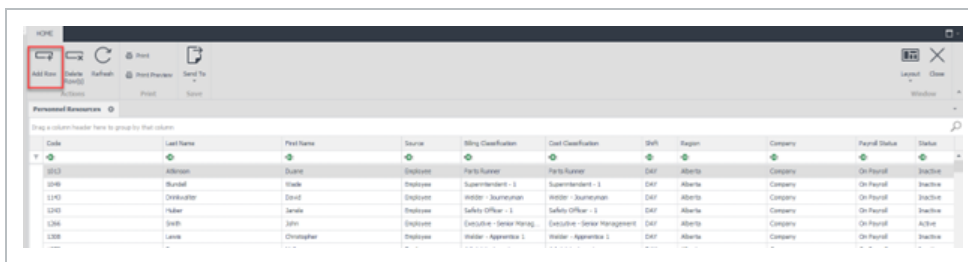 HOME
Add Row Delete Row(s) Refresh Print Print Preview Send To Layout Close
Actions Print Save Window
Personnel Resources
Drag a column header here to group by that column
Code Last Name First Name Source Billing Classification Cost Classification Shift Region Company Payroll Status Status
1013 Atkinson Duane Employee Parts Runner Parts Runner DAY Alberta Company On Payroll Inactive
1049 Blundell Wade Employee Superintendent - 1 Superintendent - 1 DAY Alberta Company On Payroll Inactive
1140 Drinkwalter David Employee Welder - Journeyman Welder - Journeyman DAY Alberta Company On Payroll Inactive
1243 Huber Janele Employee Safety Officer - 1 Safety Officer - 1 DAY Alberta Company On Payroll Inactive
1266 Smith John Employee Executive - Senior Manag... Executive - Senior Management DAY Alberta Company On Payroll Active
1308 Lewis Christopher Employee Welder - Apprentice 1 Welder - Apprentice 1 DAY Alberta Company On Payroll Inactive